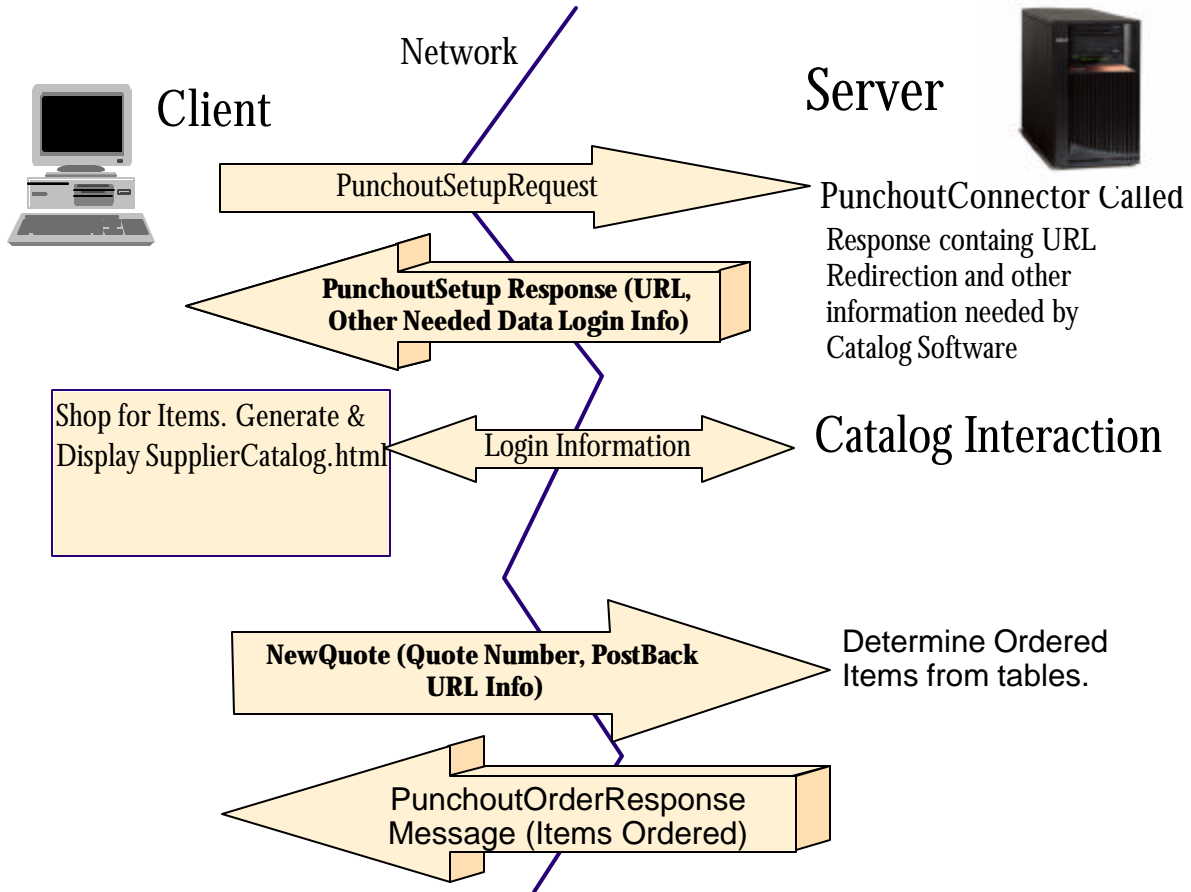 Network
Client
Server
PunchoutSetupRequest
PunchoutConnector Called
Response containg URL
Redirection and other
information needed by
Catalog Software
PunchoutSetup Response (URL,
Other Needed Data Login Info)
Shop for Items. Generate &
Display SupplierCatalog.html
Login Information
Catalog Interaction
NewQuote (Quote Number, PostBack
URL Info)
Determine Ordered
Items from tables.
PunchoutOrderResponse
Message (Items Ordered)